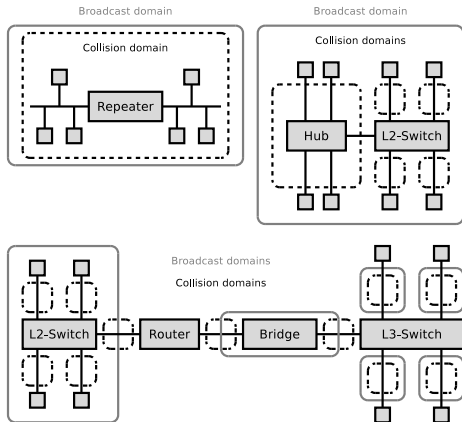 Broadcast domain
Collision domain
Repeater
Broadcast domain
Collision domains
Hub
L2-Switch
Broadcast domains
Collision domains
L2-Switch
Router
Bridge
L3-Switch